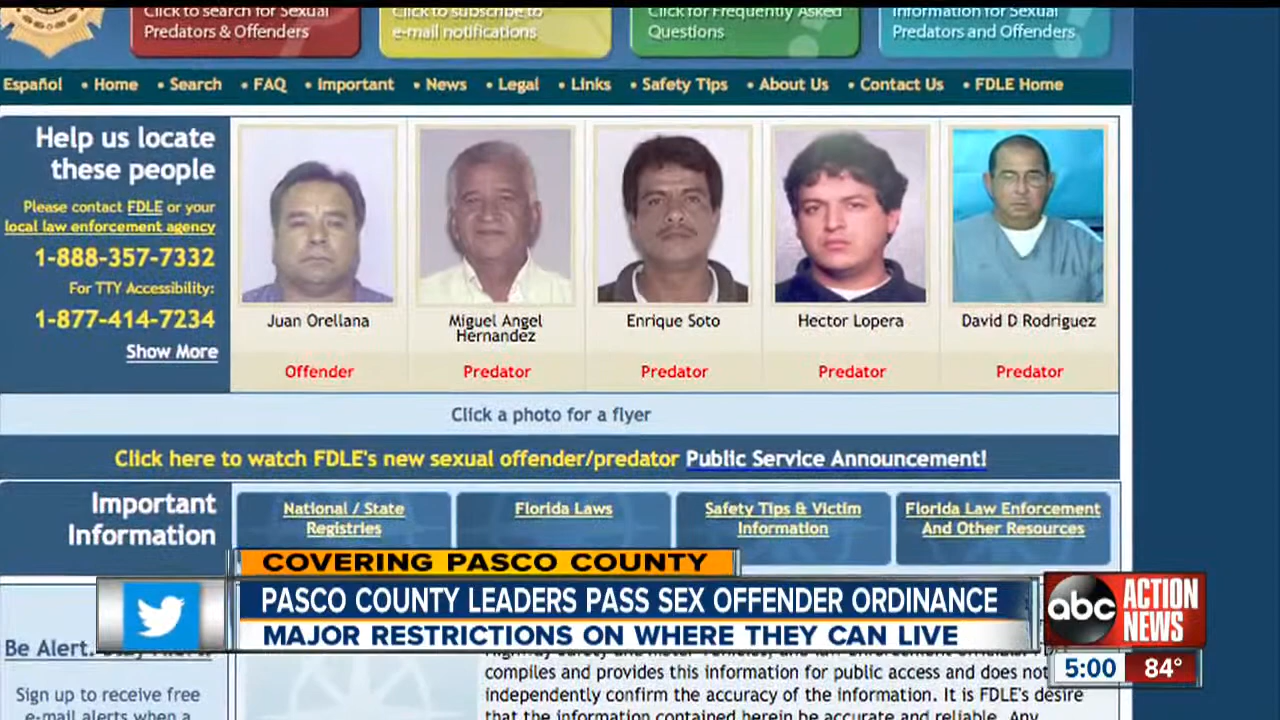 Click to search for Sexual
Predators & Offenders
Click to subscribe to
e-mail notifications
Click for Frequently Asked
Questions
Information for Sexual
Predators and Offenders
Español • Home • Search • FAQ • Important • News • Legal • Links • Safety Tips • About Us • Contact Us • FDLE Home
Help us locate
these people
Please contact FDLE or your
local law enforcement agency
1-888-357-7332
For TTY Accessibility:
1-877-414-7234
Show More
Juan Orellana
Offender
Miguel Angel
Hernandez
Predator
Enrique Soto
Predator
Hector Lopera
Predator
David D Rodriguez
Predator
Click a photo for a flyer
Click here to watch FDLE's new sexual offender/predator Public Service Announcement!
Important
Information
National / State
Registries
Florida Laws
Safety Tips & Victim
Information
Florida Law Enforcement
And Other Resources
COVERING PASCO COUNTY
PASCO COUNTY LEADERS PASS SEX OFFENDER ORDINANCE
MAJOR RESTRICTIONS ON WHERE THEY CAN LIVE
abc ACTION
NEWS
5:00 84°
Be Alert.
Sign up to receive free
e-mail alerts when a
compiles and provides this information for public access and does not
independently confirm the accuracy of the information. It is FDLE's desire
that the information contained herein be accurate and reliable. Any